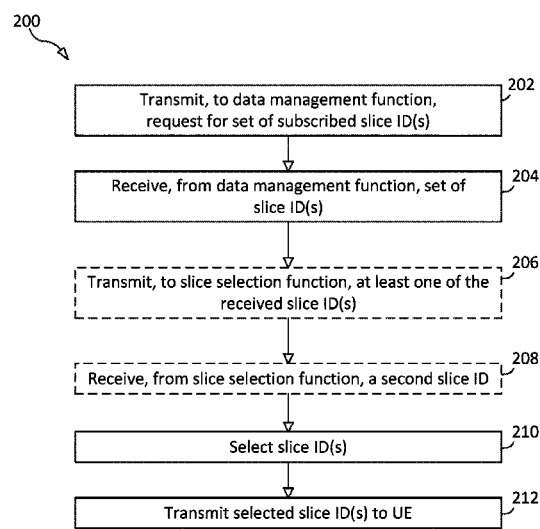 200
202
Transmit, to data management function,
request for set of subscribed slice ID(s)
204
Receive, from data management function, set of
slice ID(s)
206
Transmit, to slice selection function, at least one of the
received slice ID(s)
208
Receive, from slice selection function, a second slice ID
210
Select slice ID(s)
212
Transmit selected slice ID(s) to UE